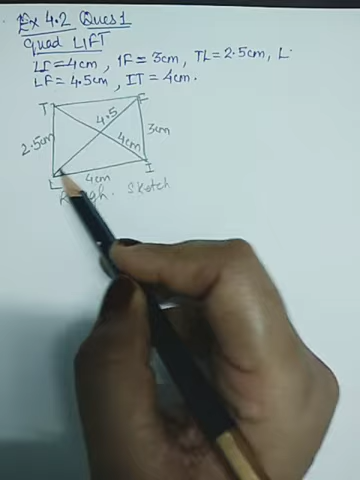 Ex 4.2 Ques 1
Quad LIFT
LI = 4cm, IF = 3cm, TL = 2.5cm, L
LF = 4.5cm, IT = 4cm.
T F
4.5
2.5cm 4cm 3cm
L 4cm I
Rough. Sketch